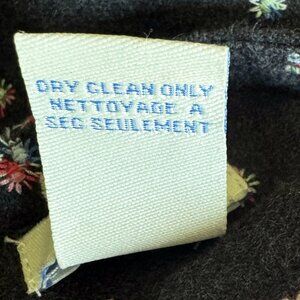 DRY CLEAN ONLY
NETTOYAGE A
SEC SEULEMENT